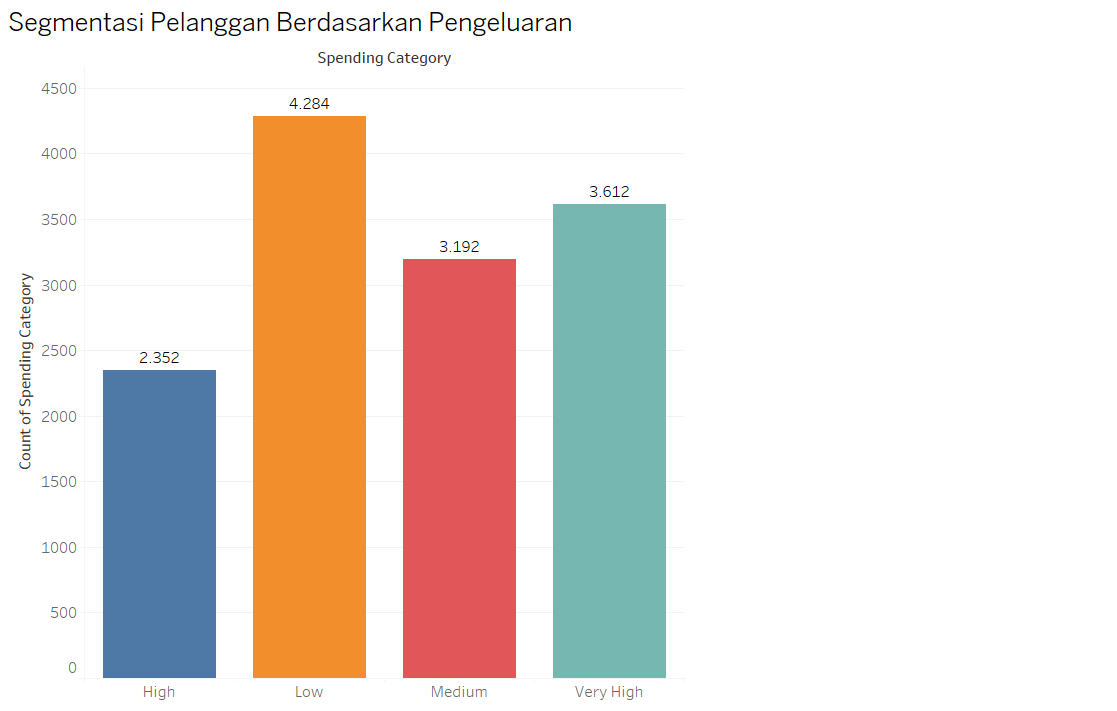 Segmentasi Pelanggan Berdasarkan Pengeluaran
Spending Category
Count of Spending Category
4500
4000
3500
3000
2500
2000
1500
1000
500
0
2.352
4.284
3.192
3.612
High
Low
Medium
Very High